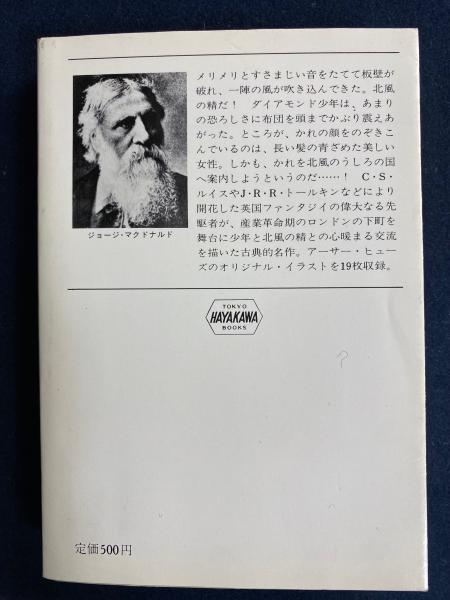 メリメリとすさまじい音をたてて板壁が
破れ、一陣の風が吹き込んできた。北風
の精だ！　ダイアモンド少年は、あまり
の恐ろしさに布団を頭までかぶり震えあ
がった。ところが、かれの顔をのぞきこ
んでいるのは、長い髪の青ざめた美しい
女性。しかも、かれを北風のうしろの国
へ案内しようというのだ……！　C・S・
ルイスやJ・R・R・トールキンなどにより
開花した英国ファンタジイの偉大なる先
駆者が、産業革命期のロンドンの下町を
舞台に少年と北風の精との心暖まる交流
を描いた古典的名作。アーサー・ヒュー
ズのオリジナル・イラストを19枚収録。
ジョージ・マクドナルド
TOKYO
HAYAKAWA
BOOKS
定価500円